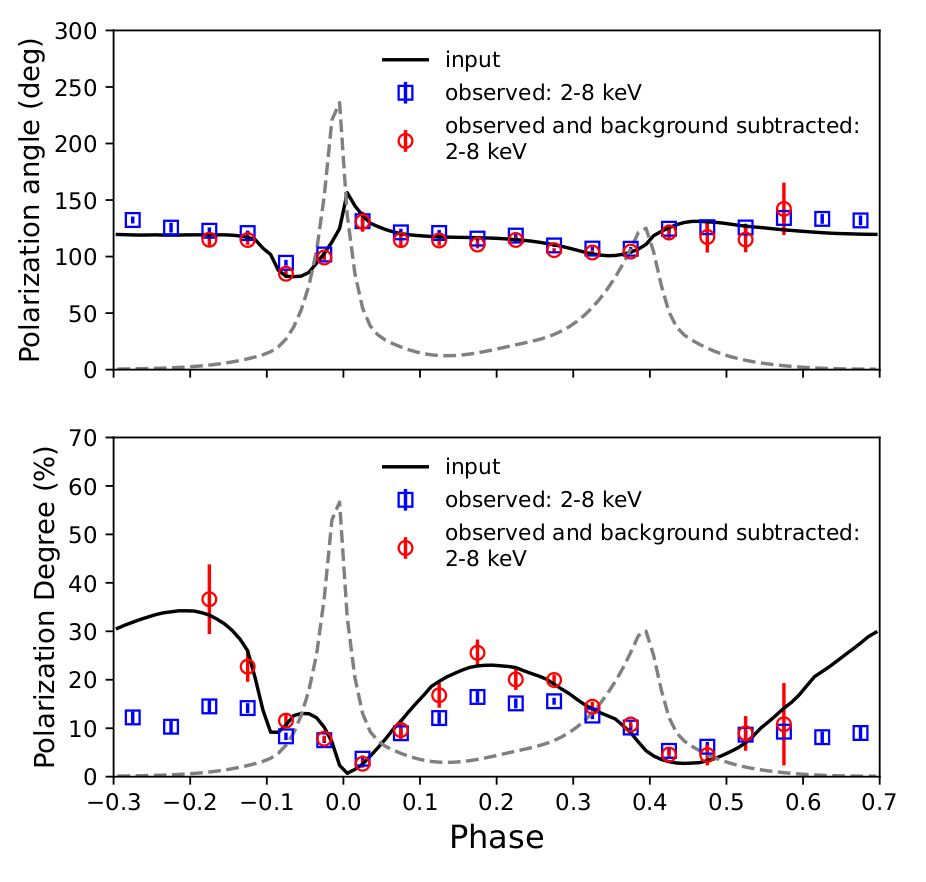 300
250
200
150
100
50
0
Polarization angle (deg)
input
observed: 2-8 keV
observed and background subtracted:
2-8 keV
70
60
50
40
30
20
10
0
Polarization Degree (%)
input
observed: 2-8 keV
observed and background subtracted:
2-8 keV
−0.3 −0.2 −0.1 0.0 0.1 0.2 0.3 0.4 0.5 0.6 0.7
Phase